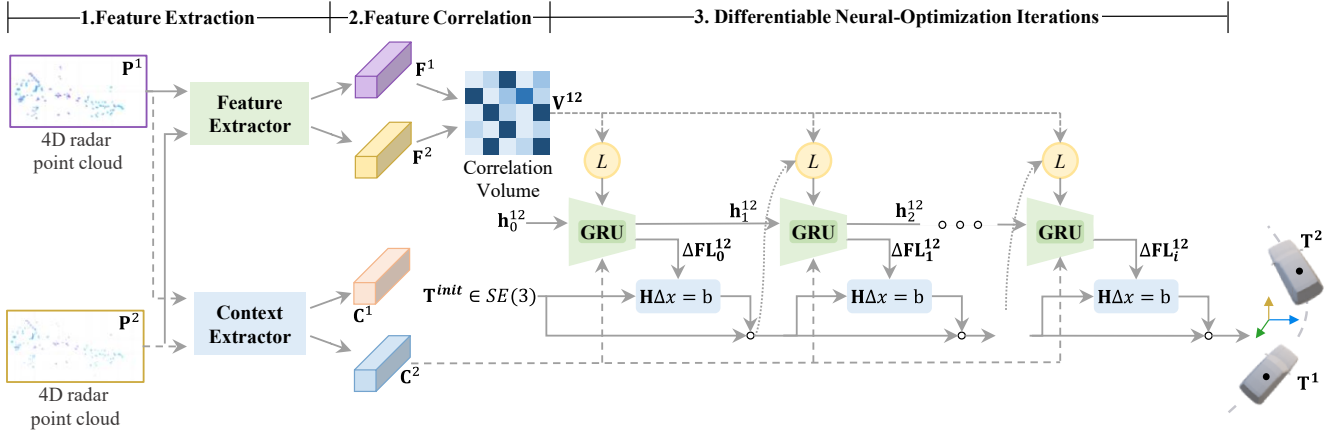 1.Feature Extraction
2.Feature Correlation
3. Differentiable Neural-Optimization Iterations
P¹
4D radar
point cloud
Feature
Extractor
F¹
F²
V¹²
Correlation
Volume
L
L
L
h₀¹²
GRU
h₁¹²
GRU
h₂¹²
GRU
ΔFL₀¹²
ΔFL₁¹²
ΔFLᵢ¹²
T^{init} ∈ SE(3)
HΔx = b
HΔx = b
HΔx = b
T²
P²
4D radar
point cloud
Context
Extractor
C¹
C²
T¹